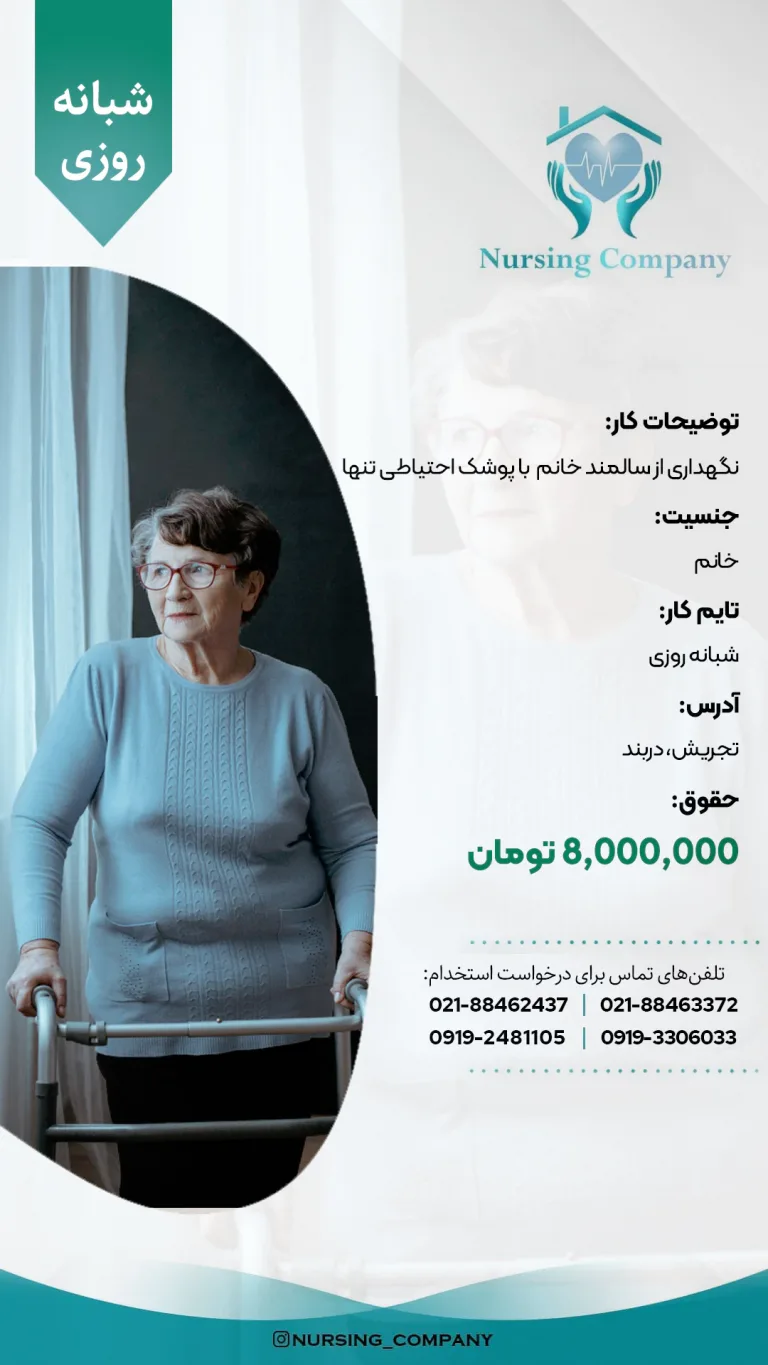 شبانه
روزی
Nursing Company
توضیحات کار:
نگهداری از سالمند خانم با پوشک احتیاطی تنها
جنسیت:
خانم
تایم کار:
شبانه روزی
آدرس:
تجریش، دربند
حقوق:
8,000,000 تومان
تلفن‌های تماس برای درخواست استخدام:
021-88462437 | 021-88463372
0919-2481105 | 0919-3306033
NURSING_COMPANY